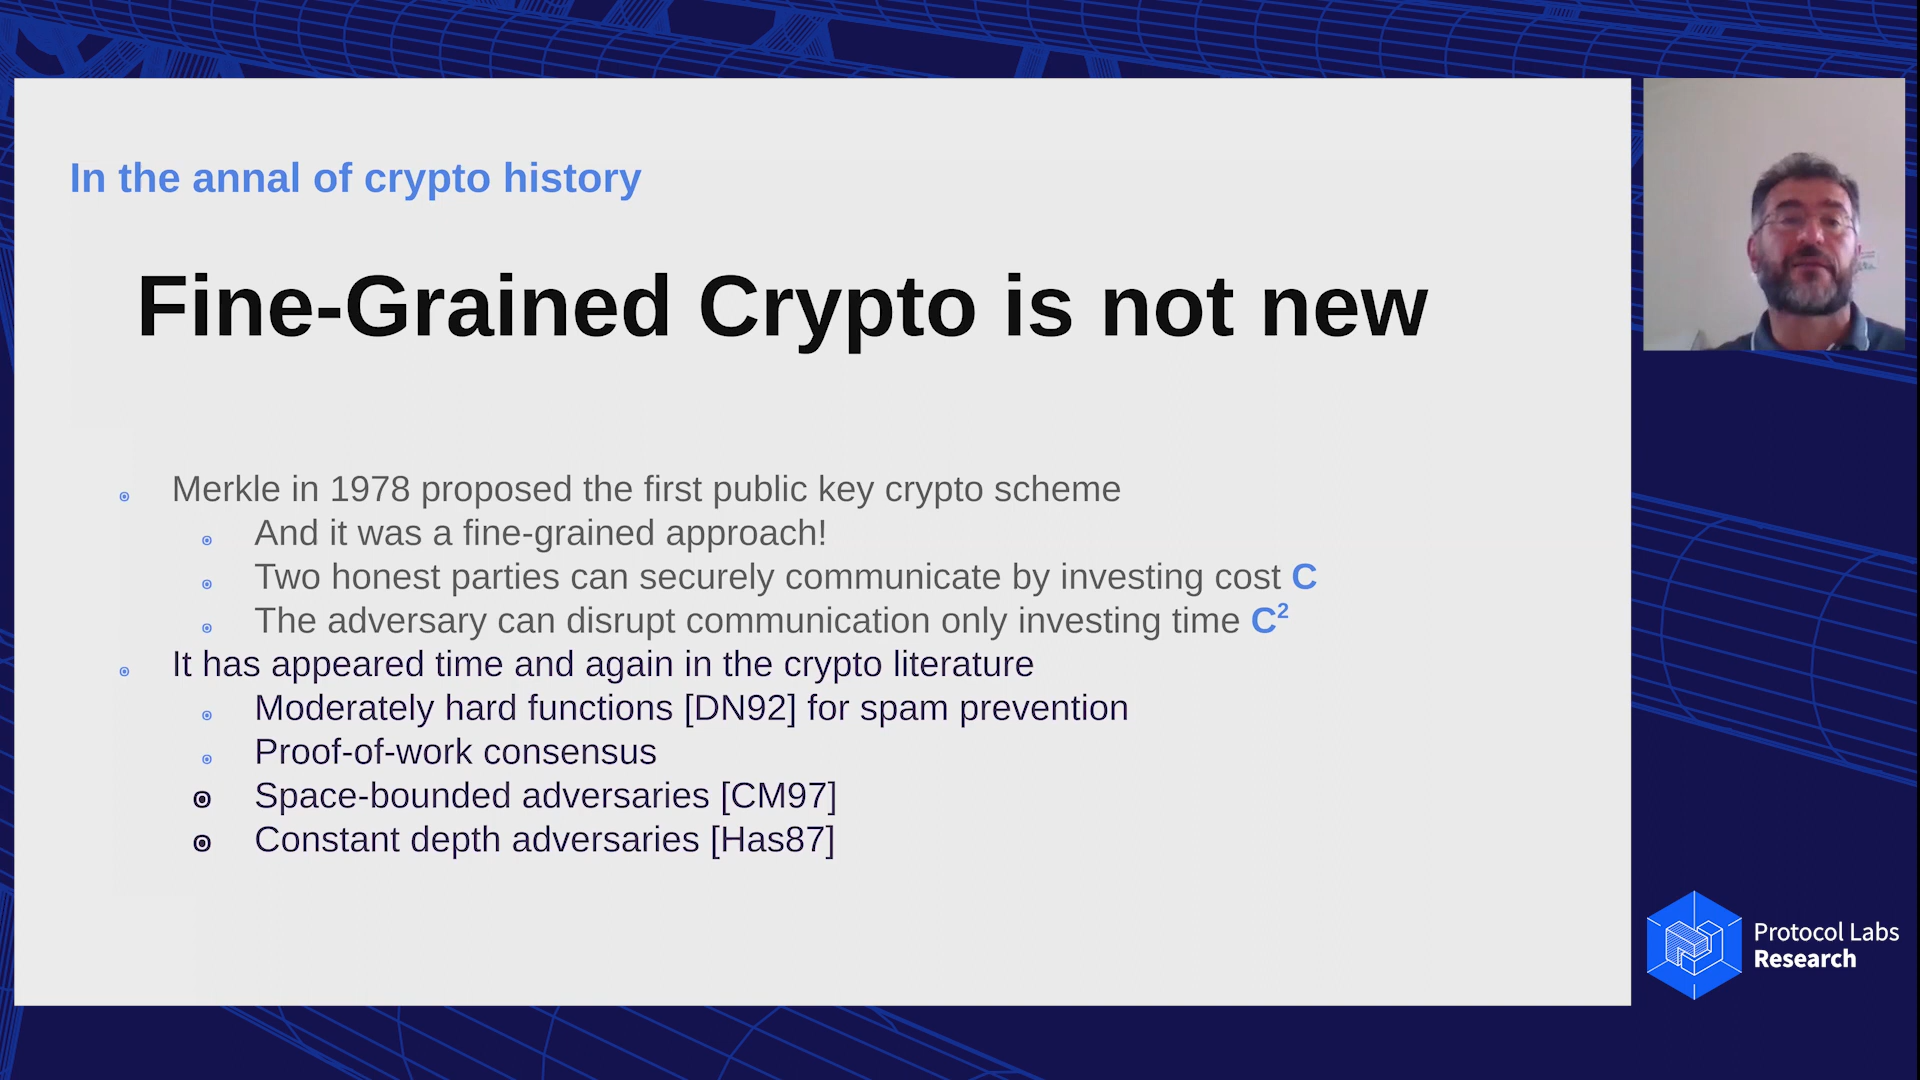 In the annal of crypto history
Fine-Grained Crypto is not new
Merkle in 1978 proposed the first public key crypto scheme
And it was a fine-grained approach!
Two honest parties can securely communicate by investing cost C
The adversary can disrupt communication only investing time C²
It has appeared time and again in the crypto literature
Moderately hard functions [DN92] for spam prevention
Proof-of-work consensus
Space-bounded adversaries [CM97]
Constant depth adversaries [Has87]
Protocol Labs
Research